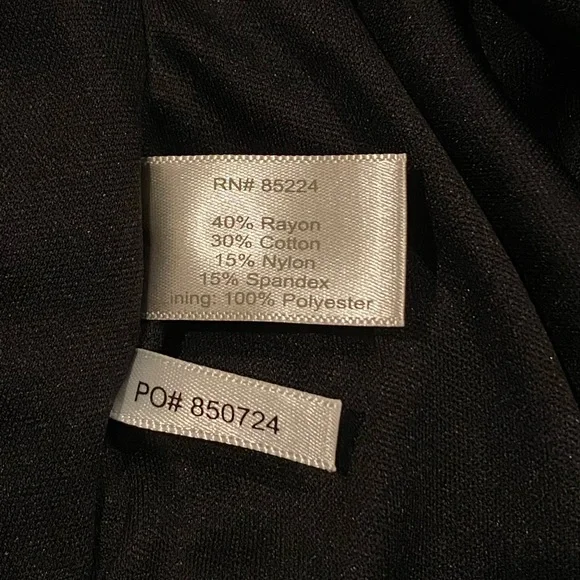 RN# 85224
40% Rayon
30% Cotton
15% Nylon
15% Spandex
ining: 100% Polyester
PO# 850724